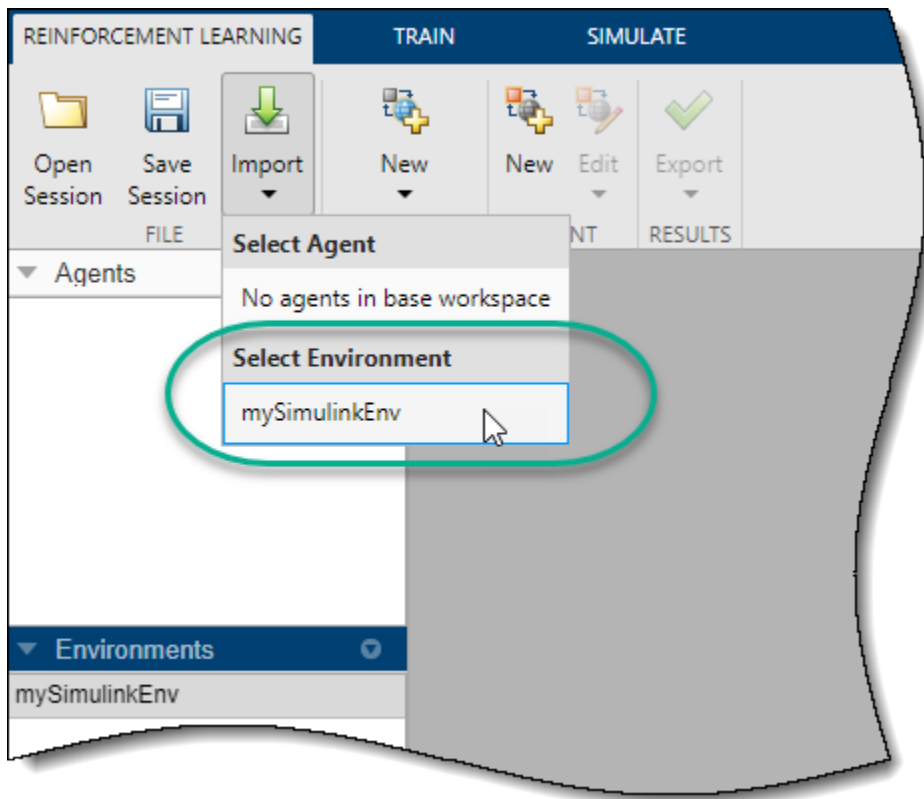 REINFORCEMENT LEARNING TRAIN SIMULATE
Open Session
Save Session
Import
New
New
Edit
Export
FILE
NT
RESULTS
Select Agent
No agents in base workspace
Select Environment
mySimulinkEnv
Agents
Environments
mySimulinkEnv